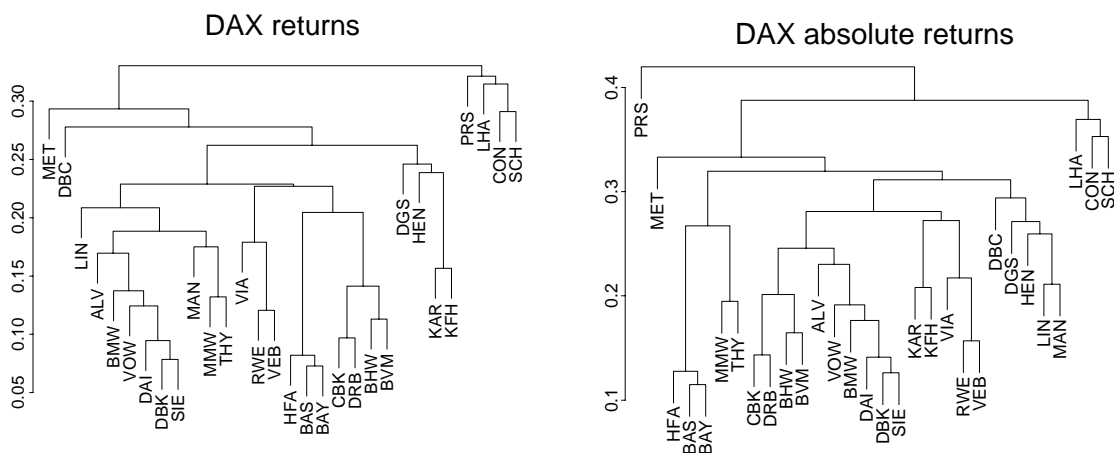 DAX returns
0.05
0.10
0.15
0.20
0.25
0.30
MET
DBC
LIN
ALV
BMW
VOW
DAI
DBK
SIE
MAN
MMW
THY
VIA
RWE
VEB
HFA
BAS
BAY
CBK
DRB
BHW
BVM
DGS
HEN
KAR
KFH
PRS
LHA
CON
SCH
DAX absolute returns
0.1
0.2
0.3
0.4
PRS
MET
HFA
BAS
BAY
MMW
THY
CBK
DRB
BHW
BVM
ALV
VOW
BMW
DAI
DBK
SIE
KAR
KFH
VIA
RWE
VEB
DBC
DGS
HEN
LIN
MAN
LHA
CON
SCH